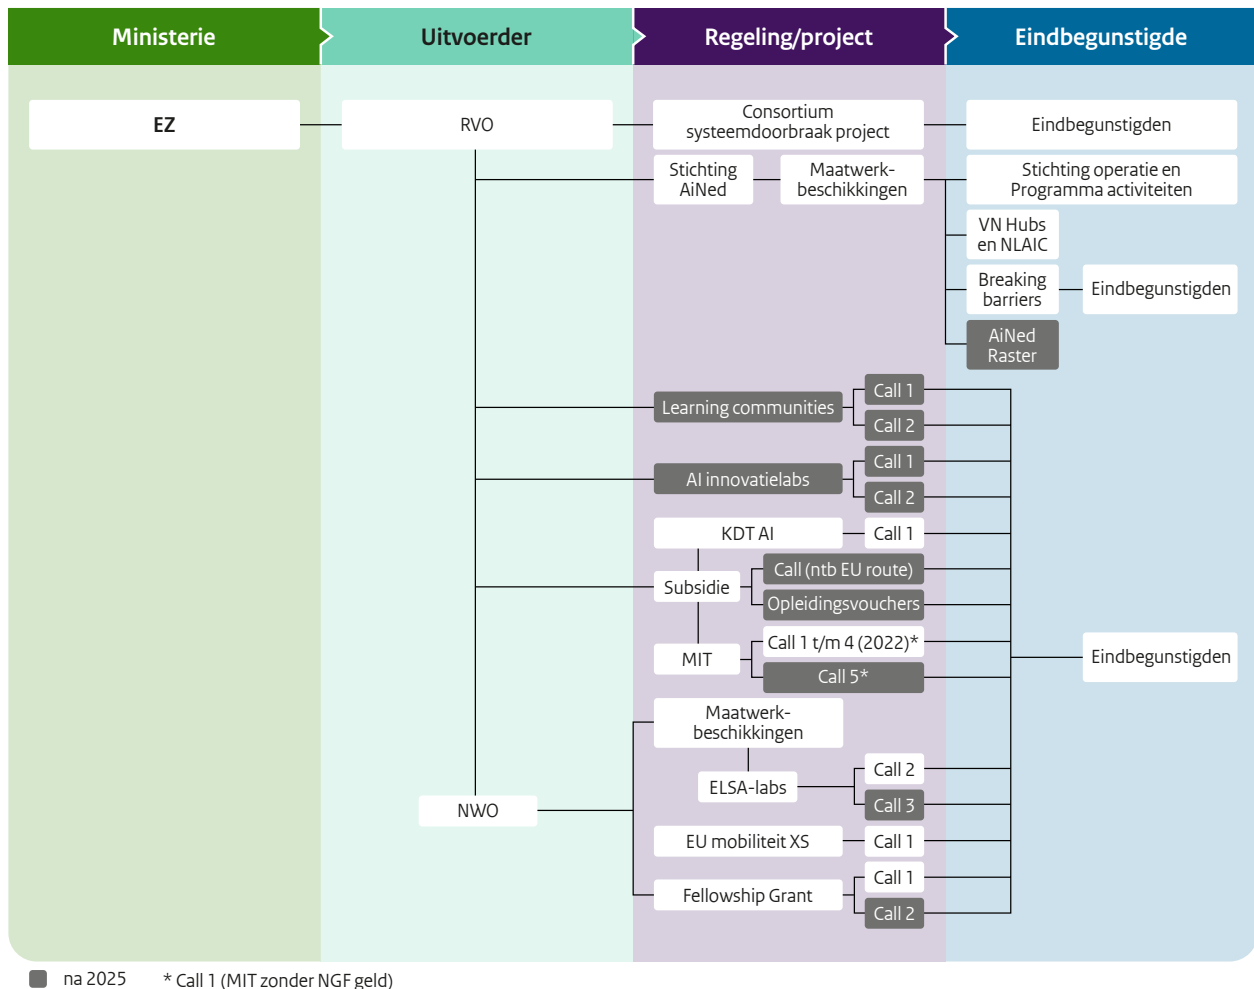 Ministerie
Uitvoerder
Regeling/project
Eindbegunstigde
EZ
RVO
Consortium
systeemdoorbraak project
Eindbegunstigden
Stichting
AiNed
Maatwerk-
beschikkingen
Stichting operatie en
Programma activiteiten
VN Hubs
en NLAIC
Breaking
barriers
Eindbegunstigden
AiNed
Raster
Learning communities
Call 1
Call 2
AI innovatielabs
Call 1
Call 2
KDT AI
Call 1
Subsidie
Call (ntb EU route)
Opleidingsvouchers
MIT
Call 1 t/m 4 (2022)*
Call 5*
Eindbegunstigden
Maatwerk-
beschikkingen
ELSA-labs
Call 2
Call 3
NWO
EU mobiliteit XS
Call 1
Fellowship Grant
Call 1
Call 2
na 2025
* Call 1 (MIT zonder NGF geld)